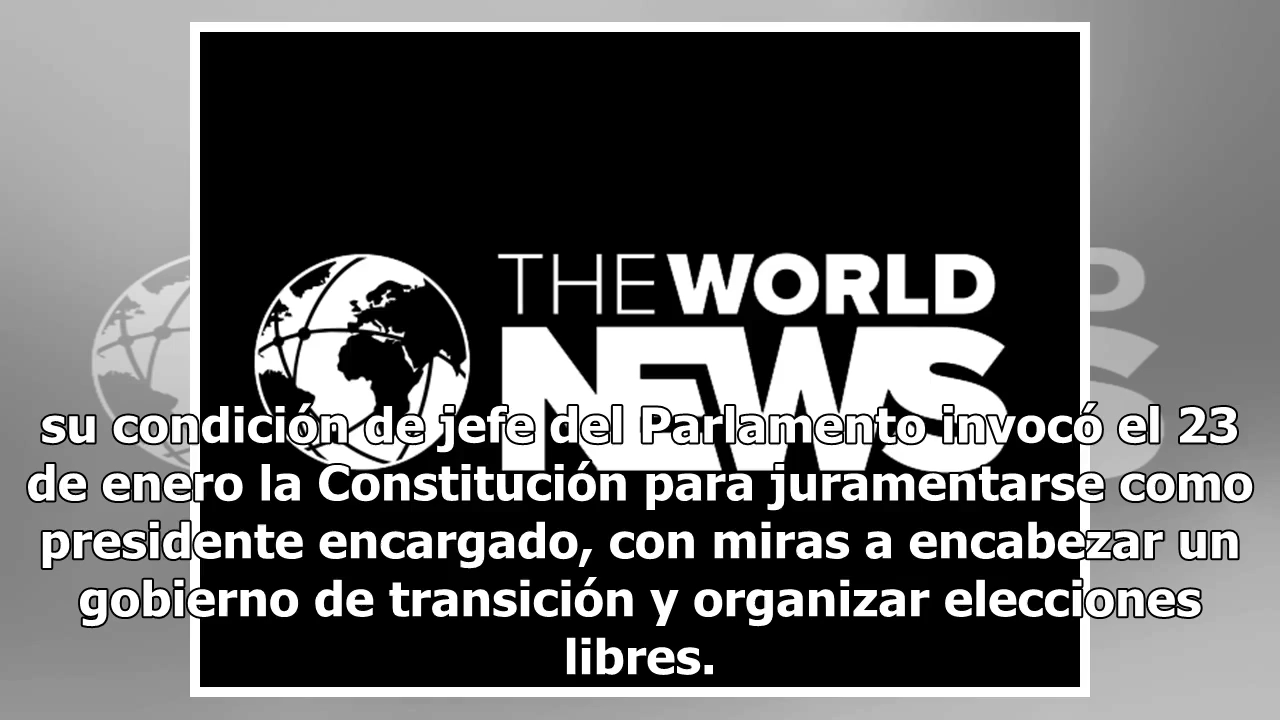 THE WORLD
NEWS
su condición de jefe del Parlamento invocó el 23
de enero la Constitución para juramentarse como
presidente encargado, con miras a encabezar un
gobierno de transición y organizar elecciones
libres.